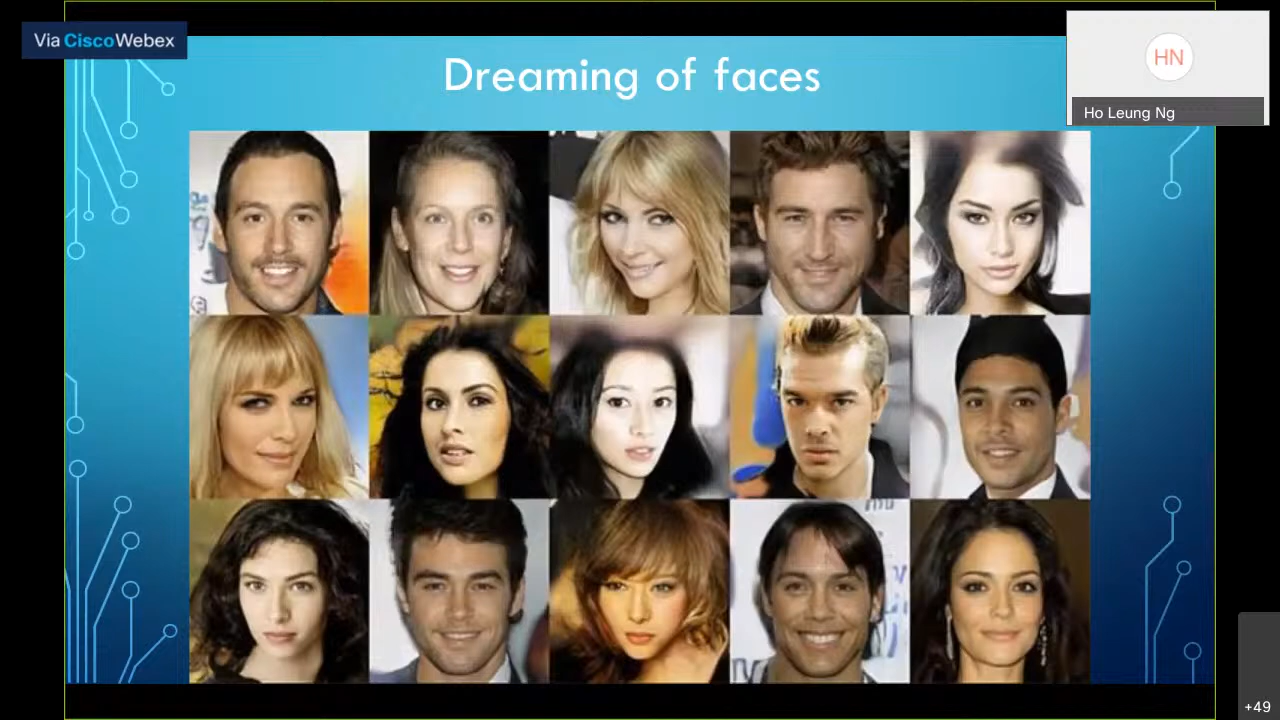 Via CiscoWebex
Dreaming of faces
HN
Ho Leung Ng
+49